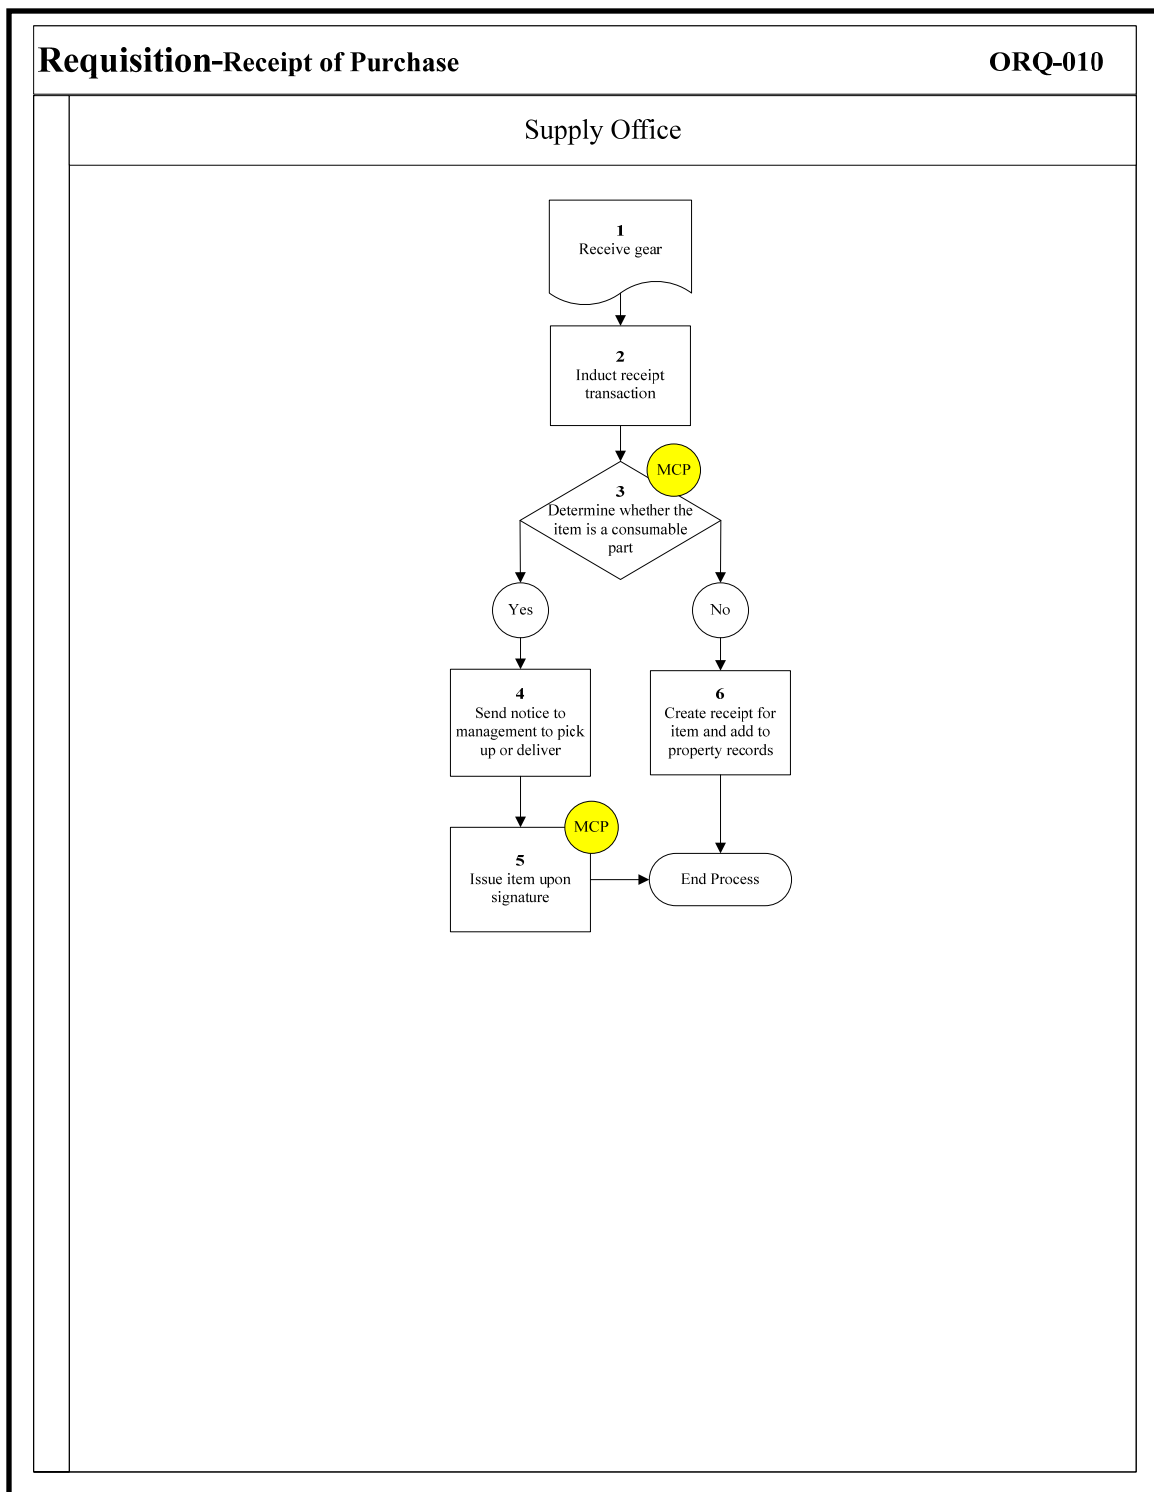 Requisition-Receipt of Purchase ORQ-010
Supply Office
1
Receive gear
2
Induct receipt
transaction
MCP
3
Determine whether the
item is a consumable
part
Yes
No
4
Send notice to
management to pick
up or deliver
6
Create receipt for
item and add to
property records
MCP
5
Issue item upon
signature
End Process